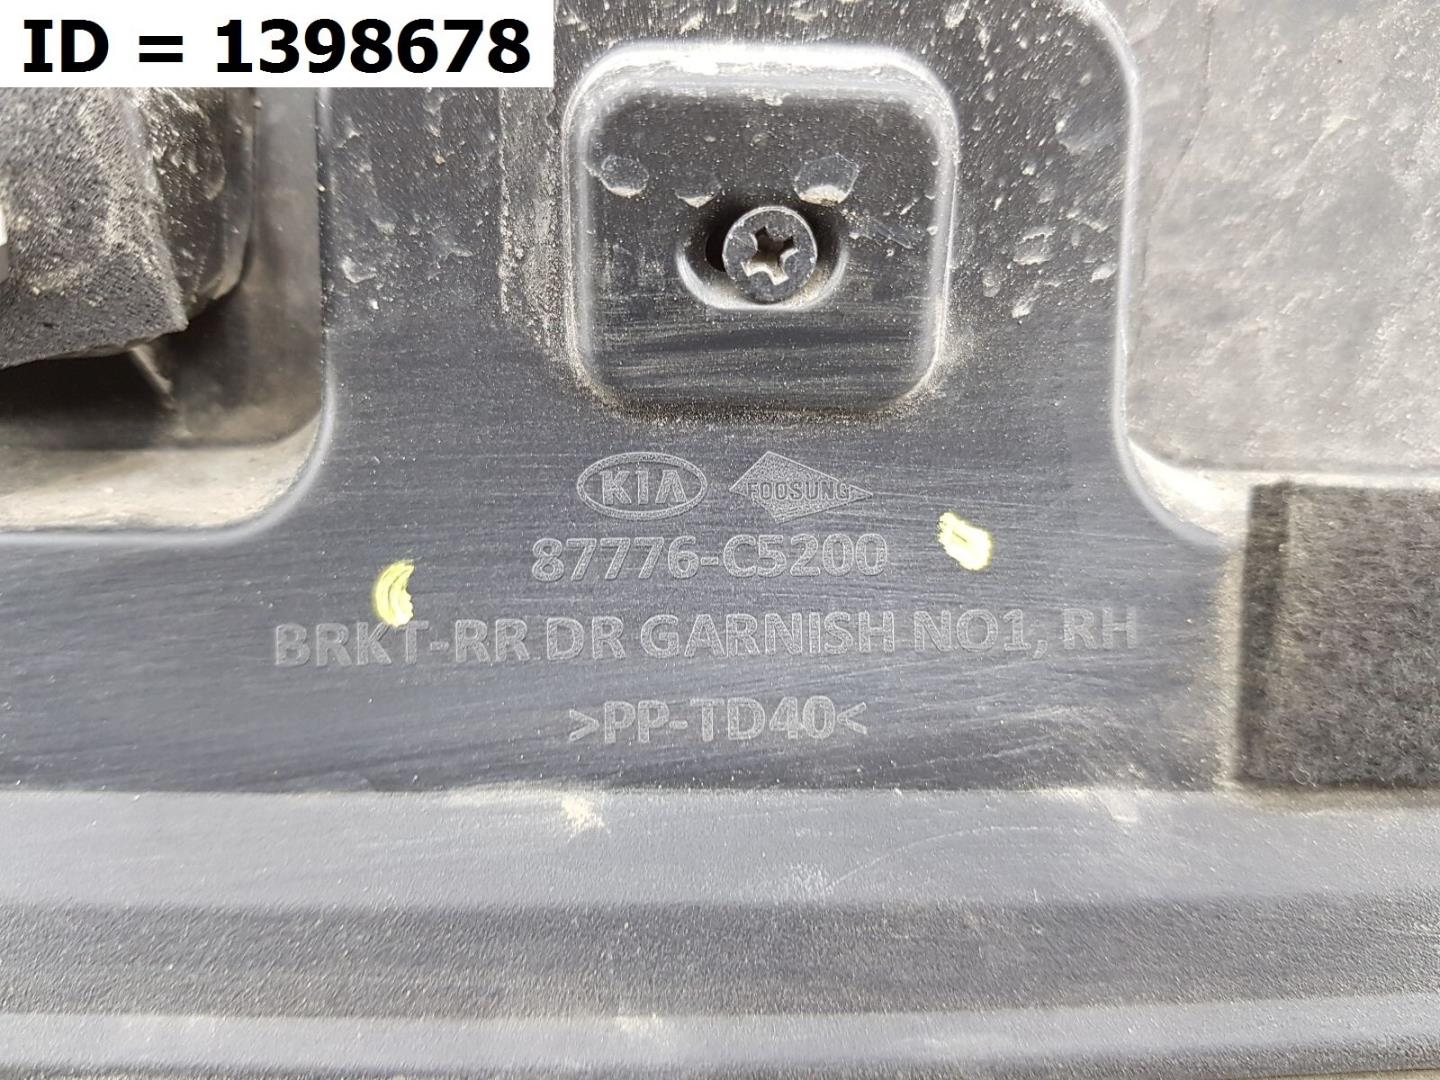 ID = 1398678
KIA FOOSUNG
87776-C5200
BRKT-RR DR GARNISH NO1, RH
>PP-TD40<